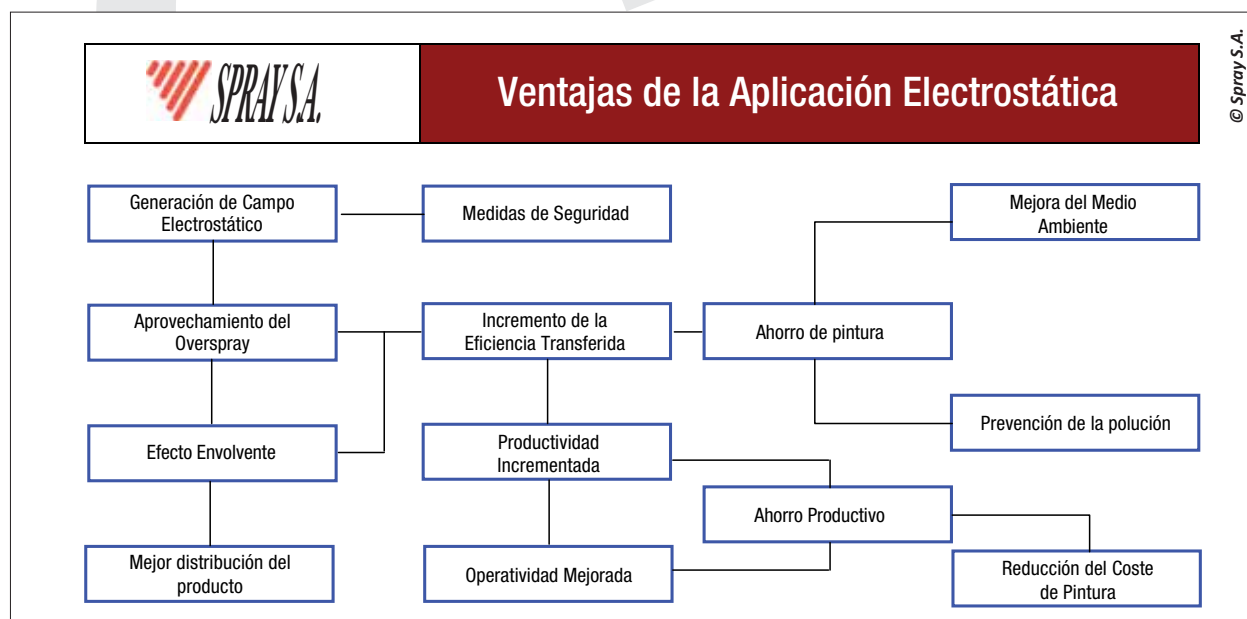 SPRAY S.A.
Ventajas de la Aplicación Electrostática
© Spray S.A.
Generación de Campo
Electrostático
Medidas de Seguridad
Mejora del Medio
Ambiente
Aprovechamiento del
Overspray
Incremento de la
Eficiencia Transferida
Ahorro de pintura
Efecto Envolvente
Productividad
Incrementada
Prevención de la polución
Ahorro Productivo
Mejor distribución del
producto
Operatividad Mejorada
Reducción del Coste
de Pintura